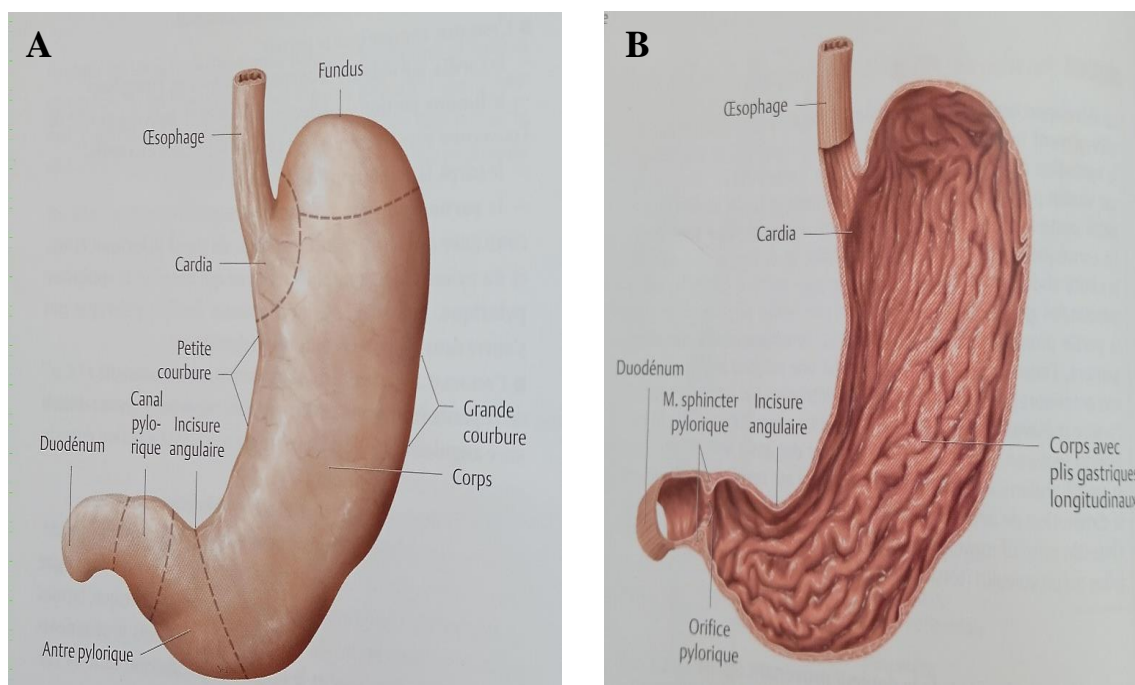 A
Fundus
Œsophage
Cardia
Petite
courbure
Canal
pylo-
rique
Incisure
angulaire
Duodénum
Grande
courbure
Corps
Antre pylorique
B
Œsophage
Cardia
Duodénum
M. sphincter
pylorique
Incisure
angulaire
Corps avec
plis gastriques
longitudinaux
Orifice
pylorique